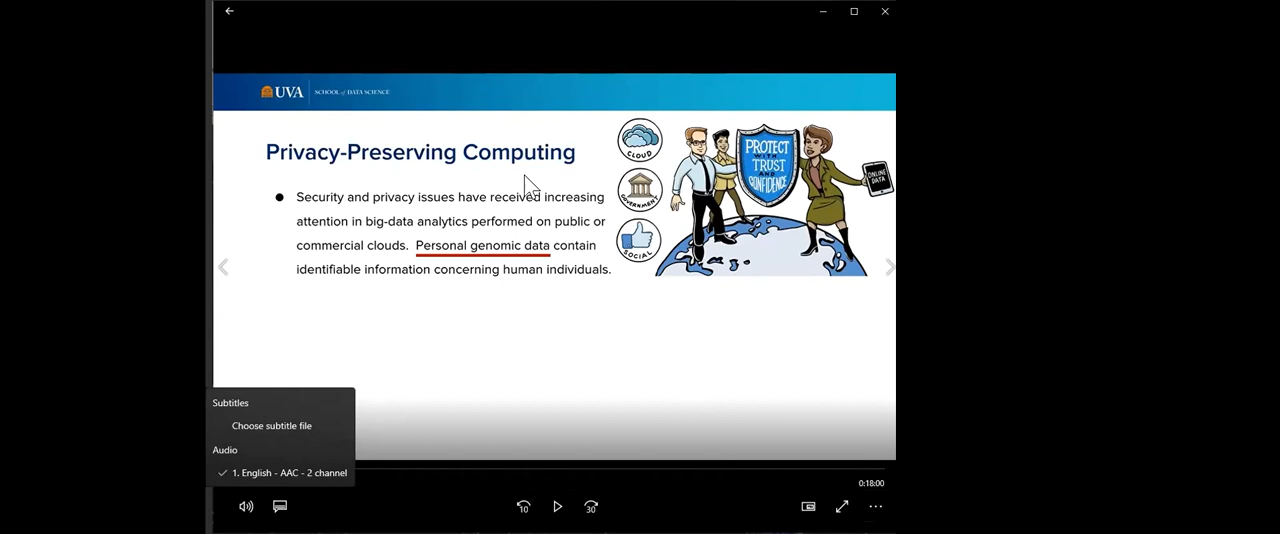 UVA SCHOOL of DATA SCIENCE
Privacy-Preserving Computing
Security and privacy issues have received increasing
attention in big-data analytics performed on public or
commercial clouds. Personal genomic data contain
identifiable information concerning human individuals.
CLOUD
GOVERNMENT
SOCIAL
PROTECT
WITH
TRUST
AND
CONFIDENCE
ONLINE
DATA
Subtitles
Choose subtitle file
Audio
1. English - AAC - 2 channel
0:18:00
10
30